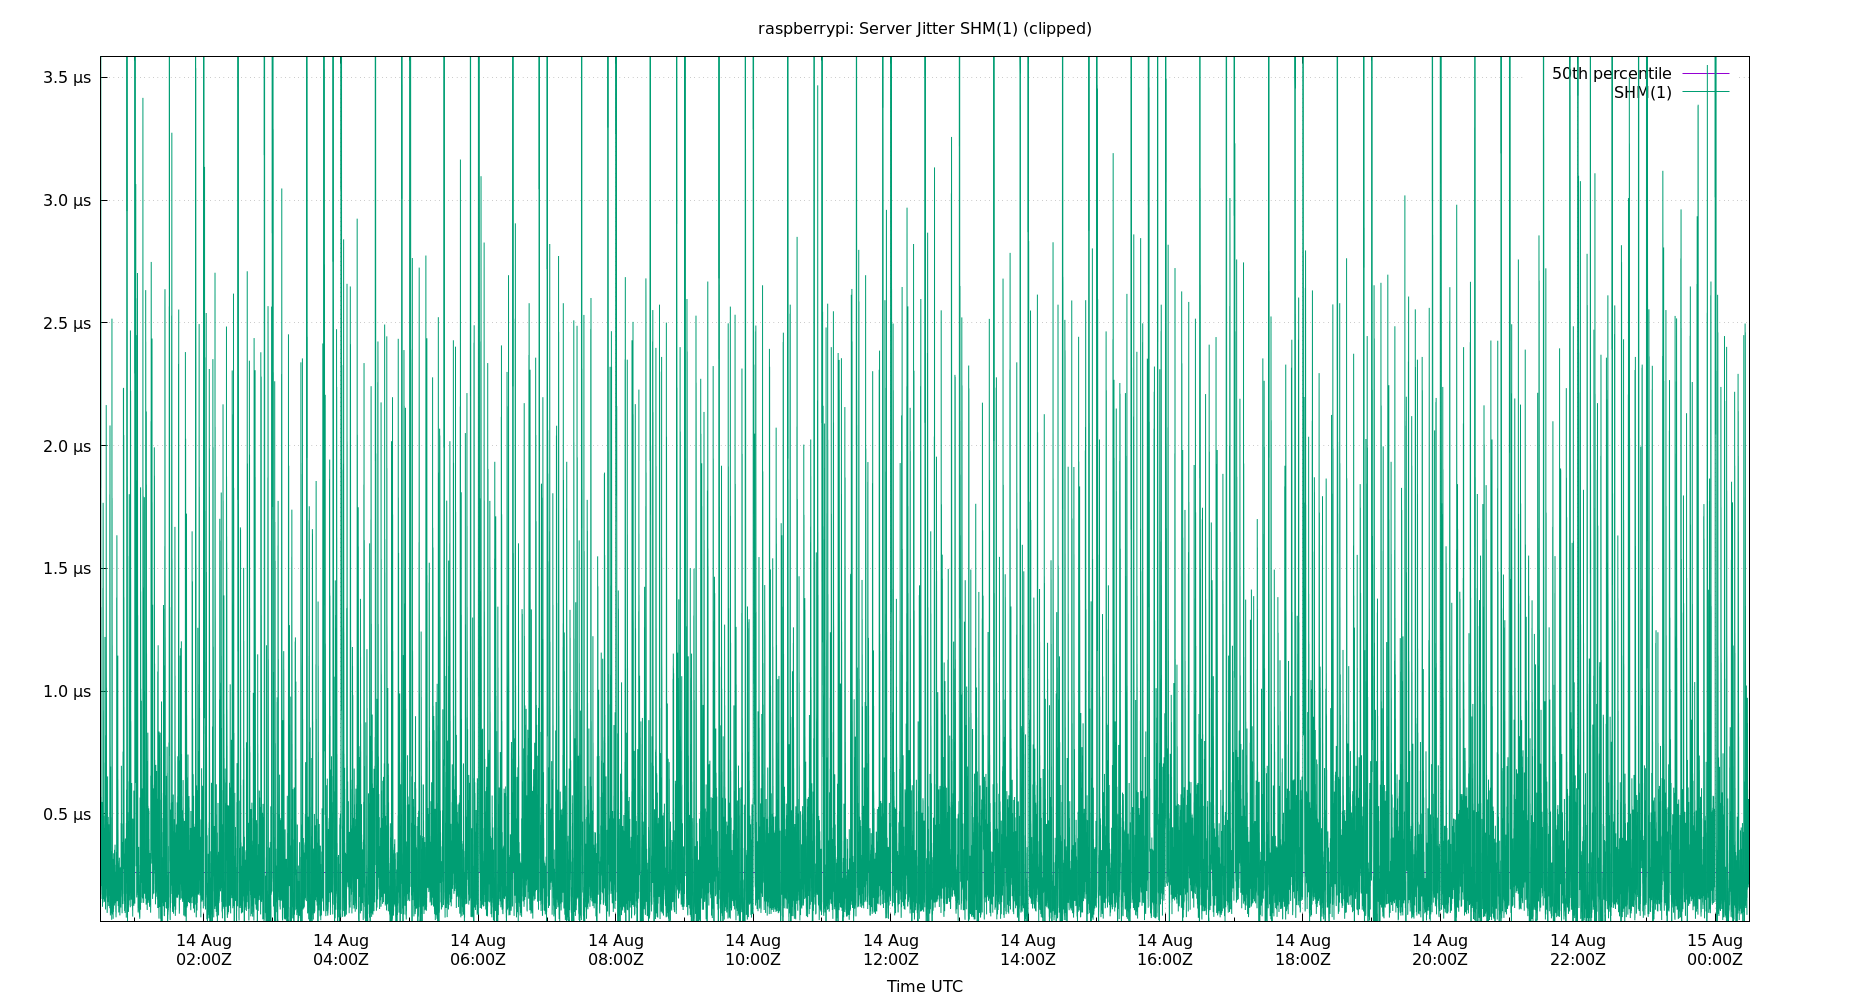 raspberrypi: Server Jitter SHM(1) (clipped)
50th percentile
SHM(1)
3.5 µs
3.0 µs
2.5 µs
2.0 µs
1.5 µs
1.0 µs
0.5 µs
14 Aug 14 Aug 14 Aug 14 Aug 14 Aug 14 Aug 14 Aug 14 Aug 14 Aug 14 Aug 14 Aug 15 Aug
02:00Z 04:00Z 06:00Z 08:00Z 10:00Z 12:00Z 14:00Z 16:00Z 18:00Z 20:00Z 22:00Z 00:00Z
Time UTC